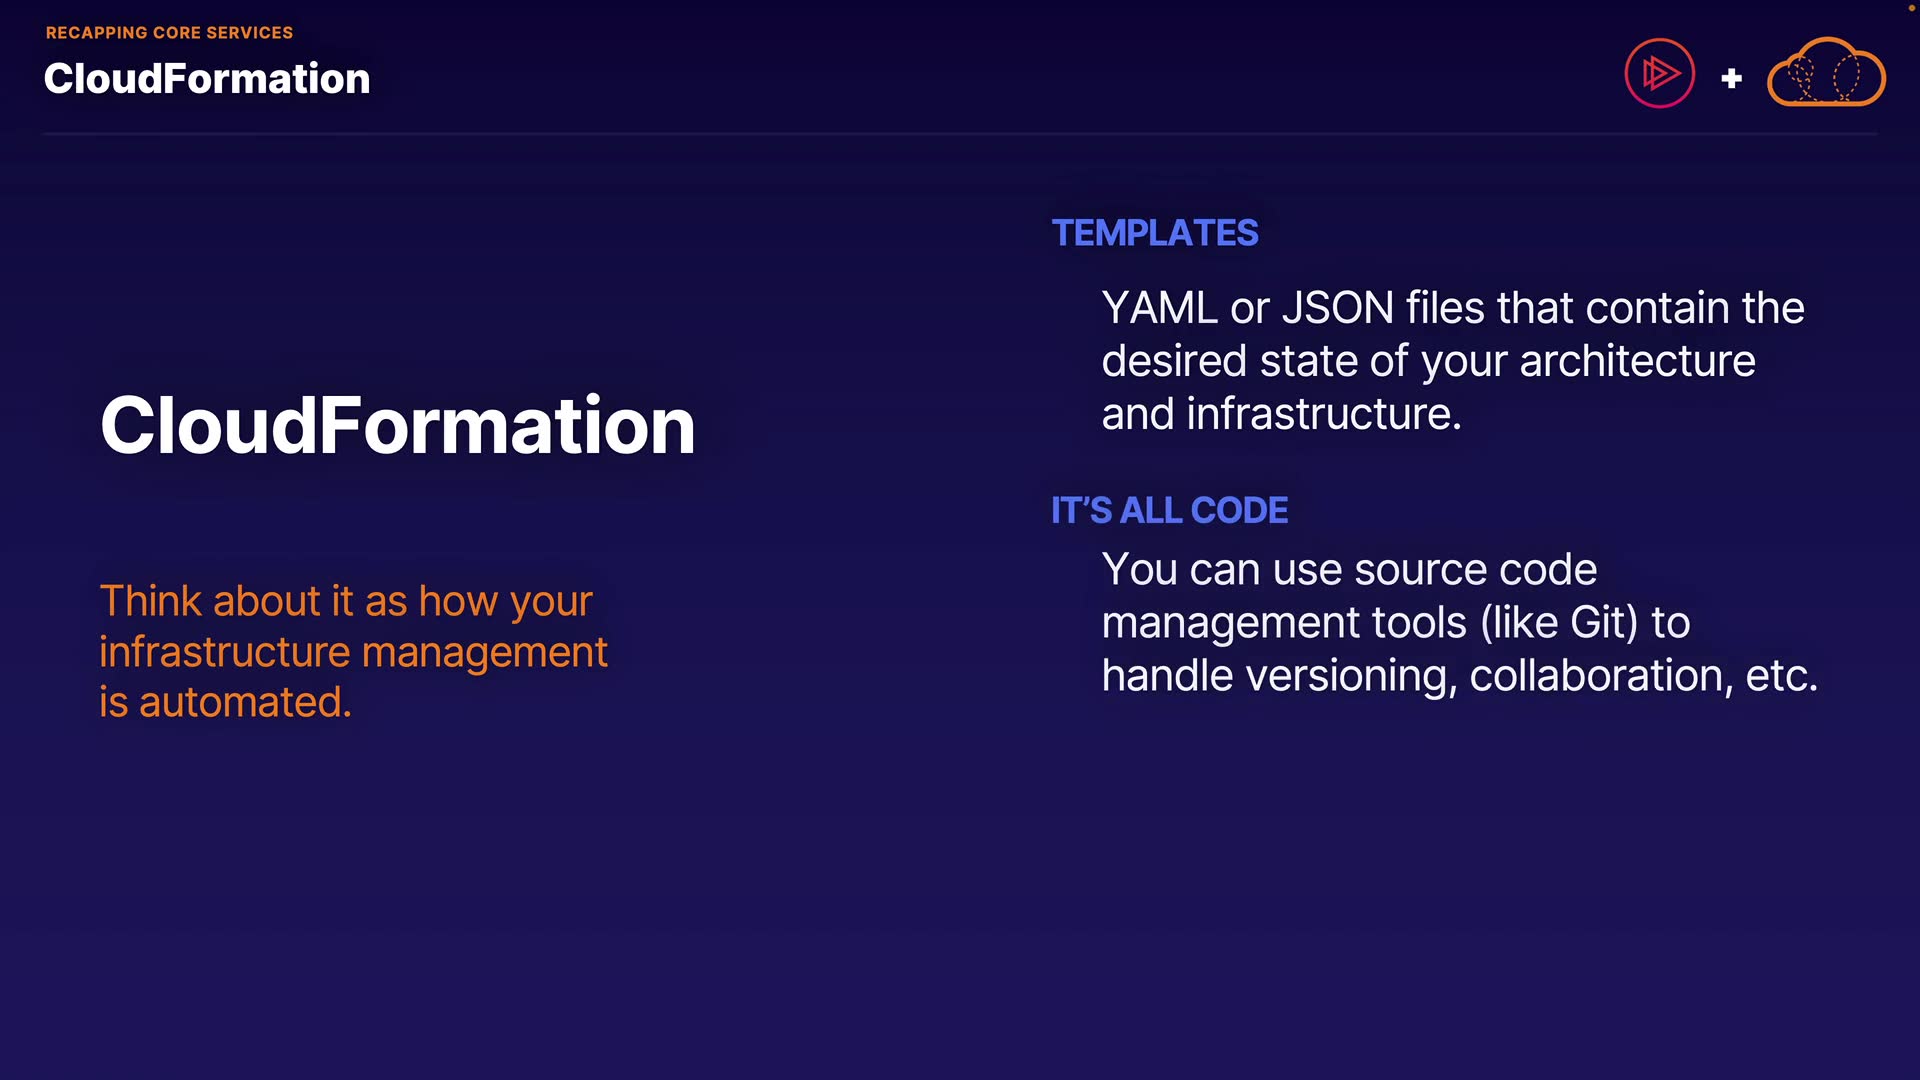 RECAPPING CORE SERVICES
CloudFormation
+
CloudFormation
Think about it as how your
infrastructure management
is automated.
TEMPLATES
YAML or JSON files that contain the
desired state of your architecture
and infrastructure.
IT’S ALL CODE
You can use source code
management tools (like Git) to
handle versioning, collaboration, etc.